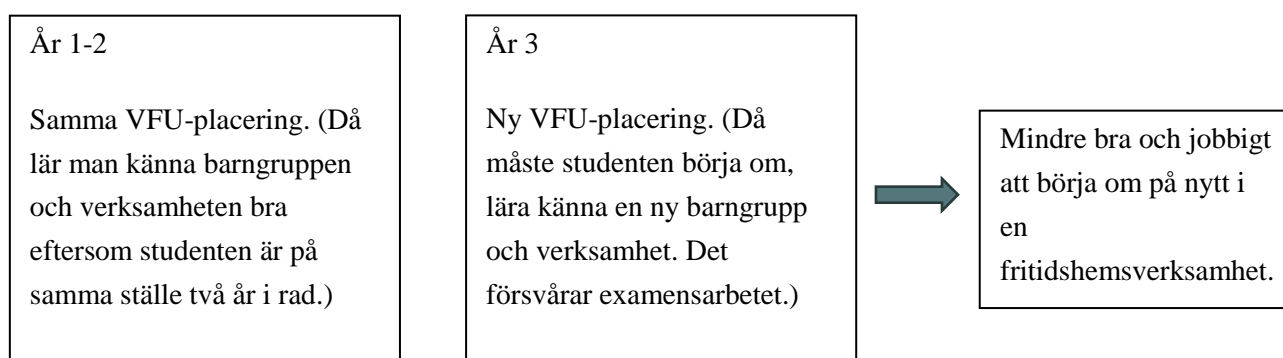 År 1-2
Samma VFU-placering. (Då
lär man känna barngruppen
och verksamheten bra
eftersom studenten är på
samma ställe två år i rad.)
År 3
Ny VFU-placering. (Då
måste studenten börja om,
lära känna en ny barngrupp
och verksamhet. Det
försvårar examensarbetet.)
Mindre bra och jobbigt
att börja om på nytt i
en
fritidshemsverksamhet.